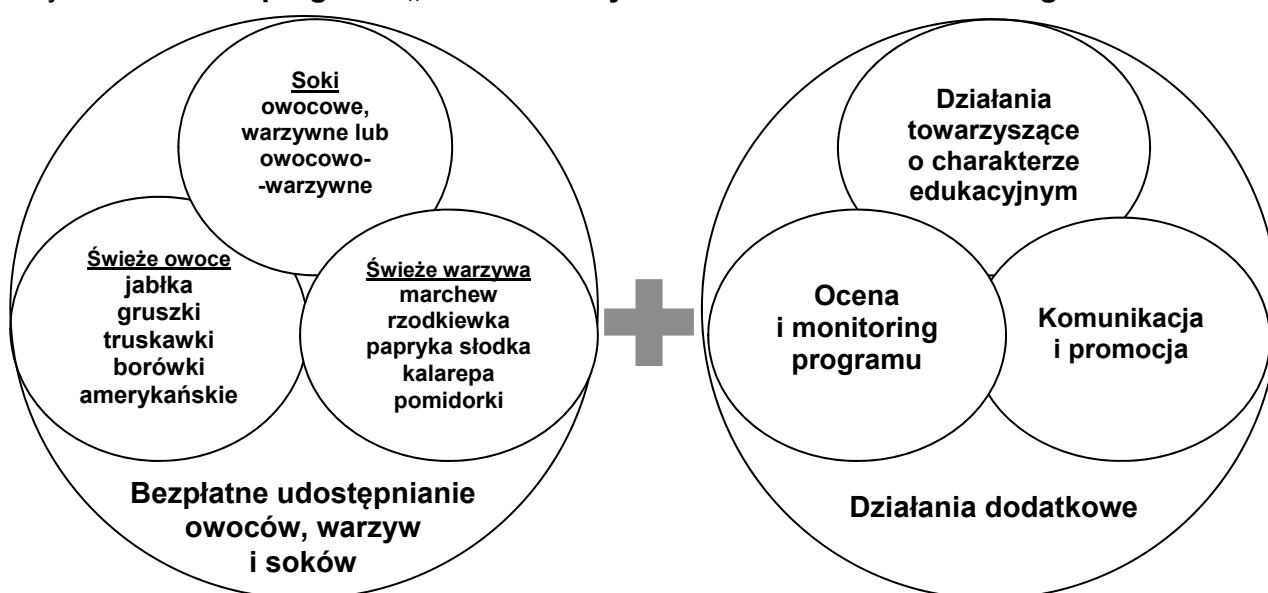 Soki
owocowe,
warzywne lub
owocowo-
-warzywne
Świeże owoce
jabłka
gruszki
truskawki
borówki
amerykańskie
Świeże warzywa
marchew
rzodkiewka
papryka słodka
kalarepa
pomidorki
Bezpłatne udostępnianie
owoców, warzyw
i soków
Działania
towarzyszące
o charakterze
edukacyjnym
Ocena
i monitoring
programu
Komunikacja
i promocja
Działania dodatkowe